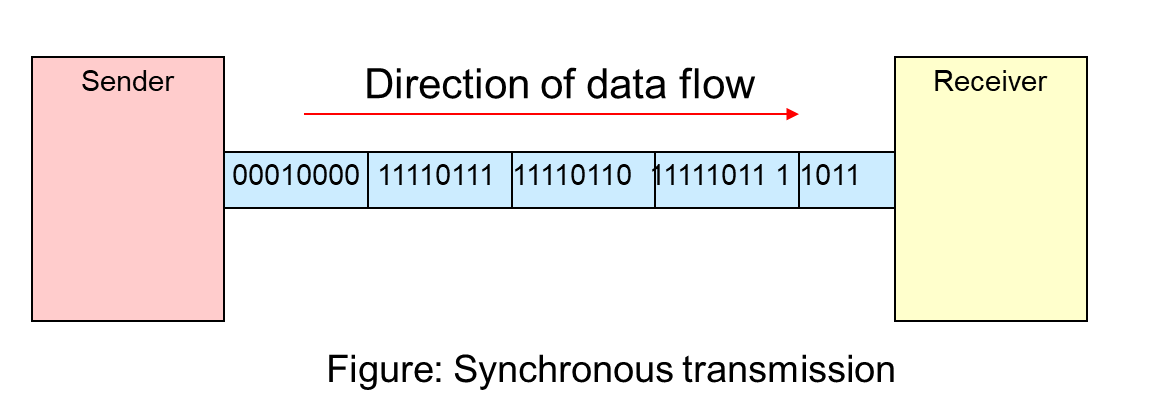 Sender
Direction of data flow
Receiver
00010000 11110111 11110110 11111011 1 1011
Figure: Synchronous transmission